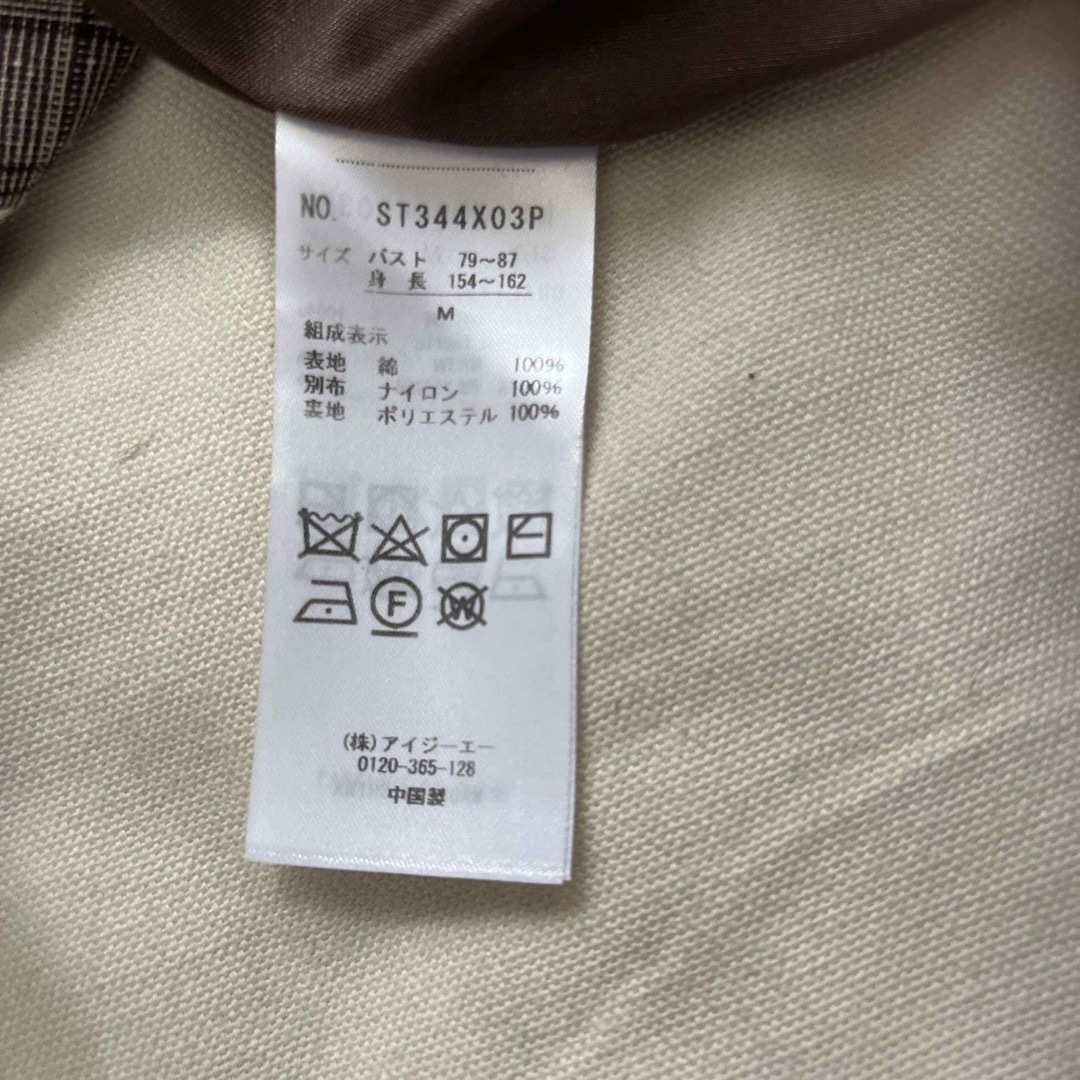 NO. ST344X03P
サイズ バスト 79～87
身 長 154～162
M
組成表示
表地 綿 100%
別布 ナイロン 100%
裏地 ポリエステル 100%
F W
(株)アイジーエー
0120-365-128
中国製